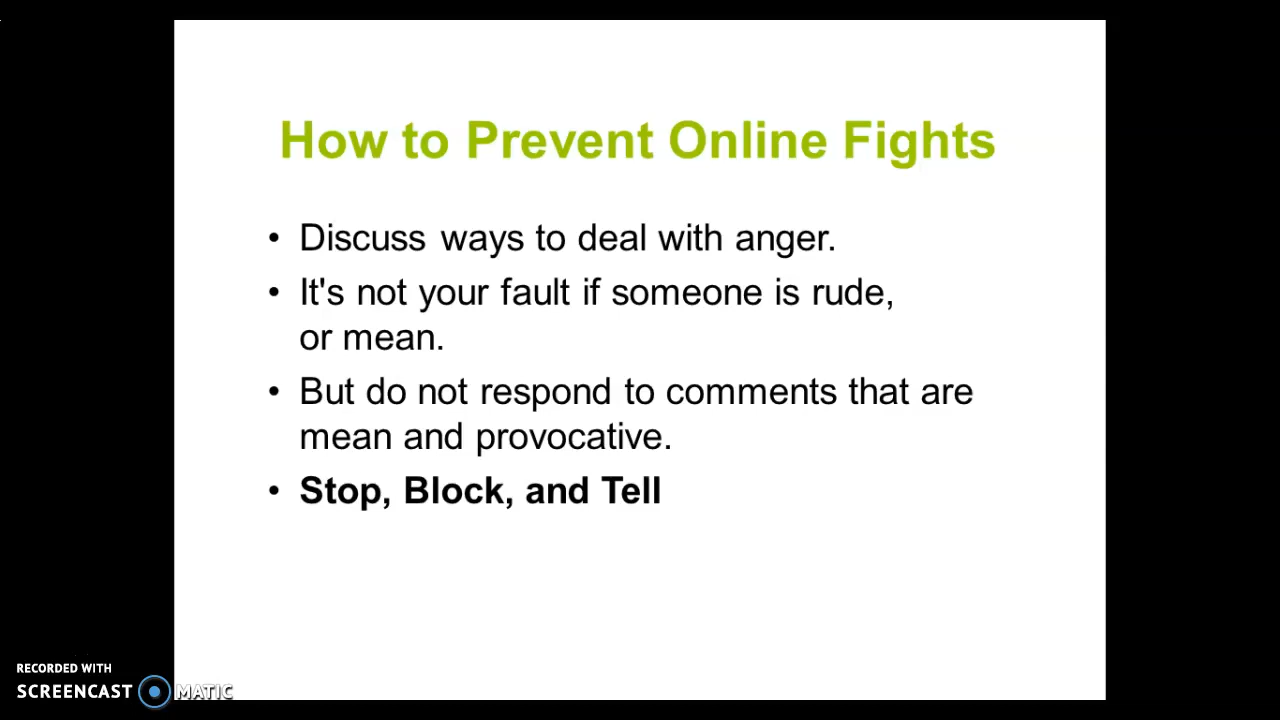 How to Prevent Online Fights
• Discuss ways to deal with anger.
• It's not your fault if someone is rude,
or mean.
• But do not respond to comments that are
mean and provocative.
• Stop, Block, and Tell
RECORDED WITH
SCREENCAST MATIC